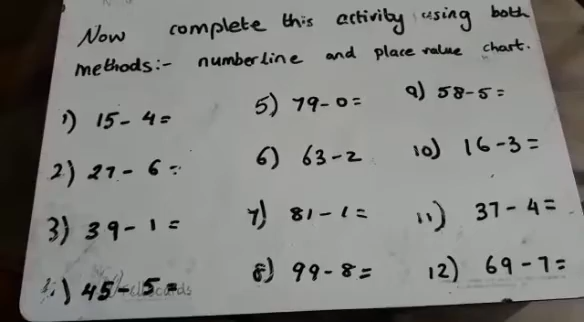 Now complete this activity using both
methods:- numberline and place value chart.
1) 15 - 4 =
2) 27 - 6 =
3) 39 - 1 =
4) 45 - 5 =
5) 79 - 0 =
6) 63 - 2
7) 81 - 1 =
8) 99 - 8 =
9) 58 - 5 =
10) 16 - 3 =
11) 37 - 4 =
12) 69 - 7 =